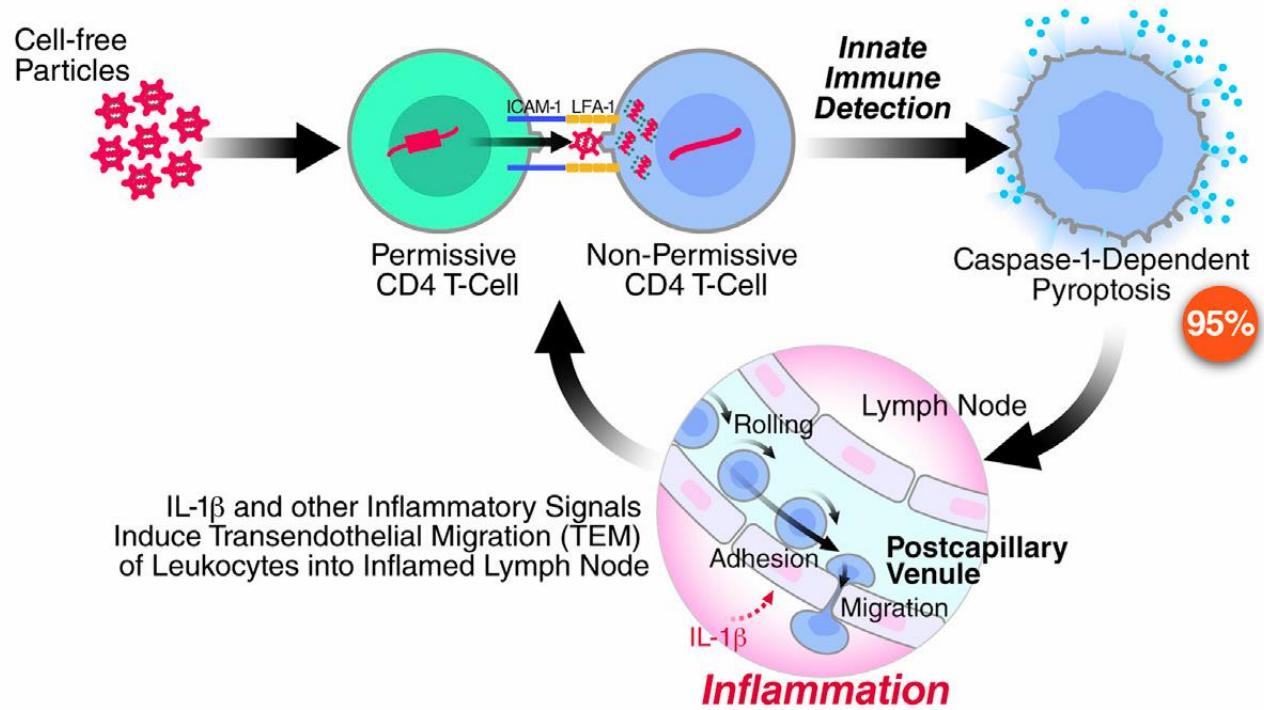 Cell-free
Particles
ICAM-1 LFA-1
Permissive
CD4 T-Cell
Non-Permissive
CD4 T-Cell
Innate
Immune
Detection
Caspase-1-Dependent
Pyroptosis
95%
Lymph Node
Rolling
Adhesion
Postcapillary
Venule
Migration
IL-1β
Inflammation
IL-1β and other Inflammatory Signals
Induce Transendothelial Migration (TEM)
of Leukocytes into Inflamed Lymph Node